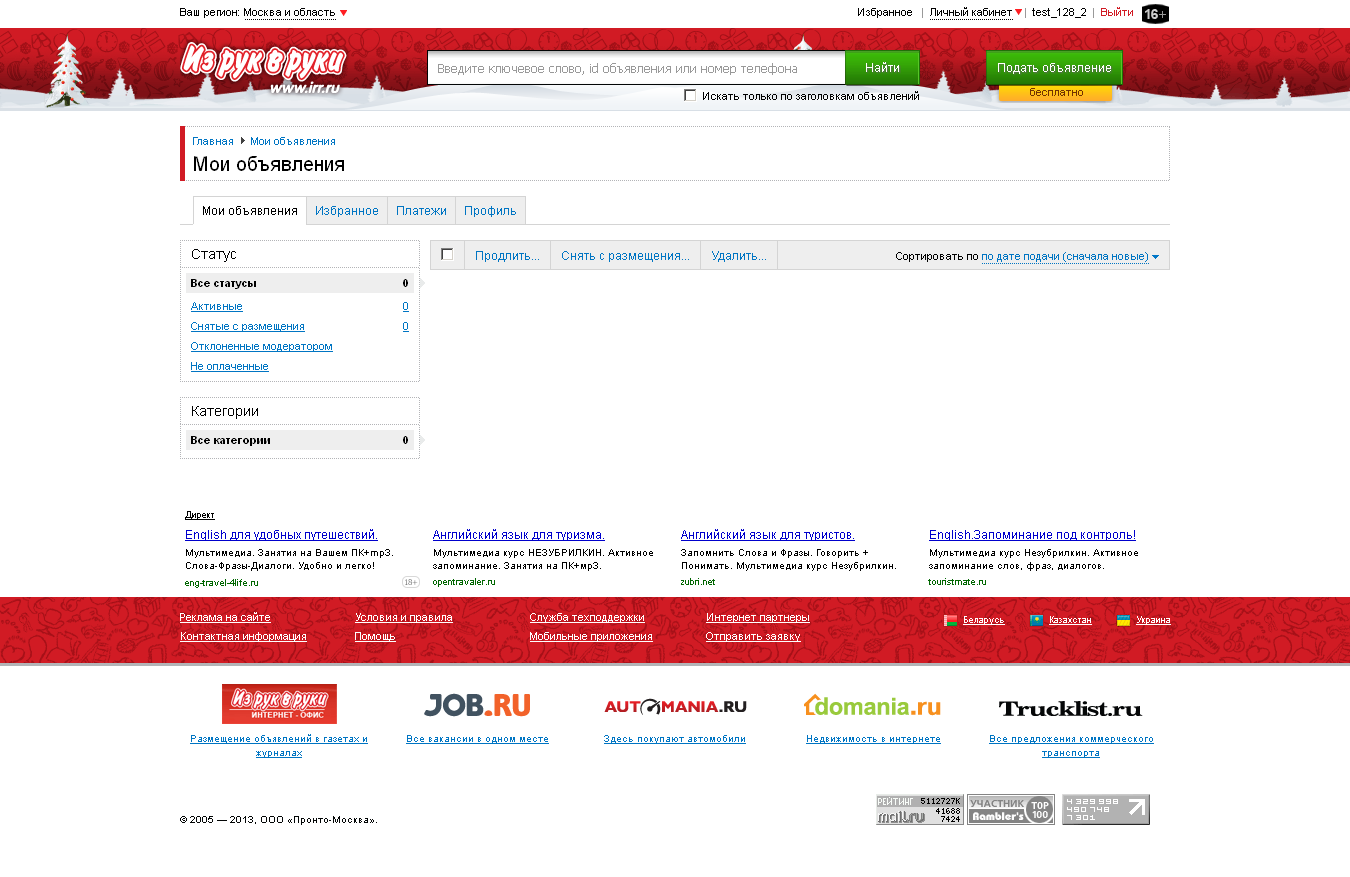 Ваш регион: Москва и область
Избранное | Личный кабинет | test_128_2 | Выйти 16+
Из рук в руки
www.irr.ru
Введите ключевое слово, id объявления или номер телефона
Найти
Подать объявление
бесплатно
Искать только по заголовкам объявлений
Главная Мои объявления
Мои объявления
Мои объявления Избранное Платежи Профиль
Статус
Все статусы 0
Активные 0
Снятые с размещения 0
Отклоненные модератором
Не оплаченные
Категории
Все категории 0
Продлить... Снять с размещения... Удалить... Сортировать по по дате подачи (сначала новые)
Директ
English для удобных путешествий.
Мультимедиа. Занятия на Вашем ПК+mp3.
Слова-Фразы-Диалоги. Удобно и легко!
eng-travel-4life.ru 18+
Английский язык для туризма.
Мультимедиа курс НЕЗУБРИЛКИН. Активное
запоминание. Занятия на ПК+mp3.
opentravaler.ru
Английский язык для туристов.
Запомнить Слова и Фразы. Говорить +
Понимать. Мультимедиа курс Незубрилкин.
zubri.net
English.Запоминание под контроль!
Мультимедиа курс Незубрилкин. Активное
запоминание слов, фраз, диалогов.
touristmate.ru
Реклама на сайте Условия и правила Служба техподдержки Интернет партнеры Беларусь Казахстан Украина
Контактная информация Помощь Мобильные приложения Отправить заявку
Из рук в руки
ИНТЕРНЕТ - ОФИС
Размещение объявлений в газетах и
журналах
JOB.RU
Все вакансии в одном месте
AUTOMANIA.RU
Здесь покупают автомобили
domania.ru
Недвижимость в интернете
Trucklist.ru
Все предложения коммерческого
транспорта
© 2005 — 2013, ООО «Пронто-Москва».
РЕЙТИНГ 5112727K
41688
mail.ru 7424
УЧАСТНИК TOP
Rambler's 100
4 329 998
490 748
7 301